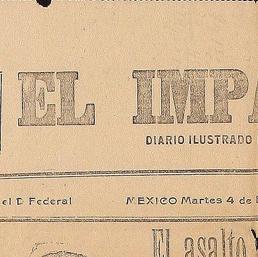 EL IMPA
DIARIO ILUSTRADO
el D Federal MEXICO Martes 4 de
El asalto